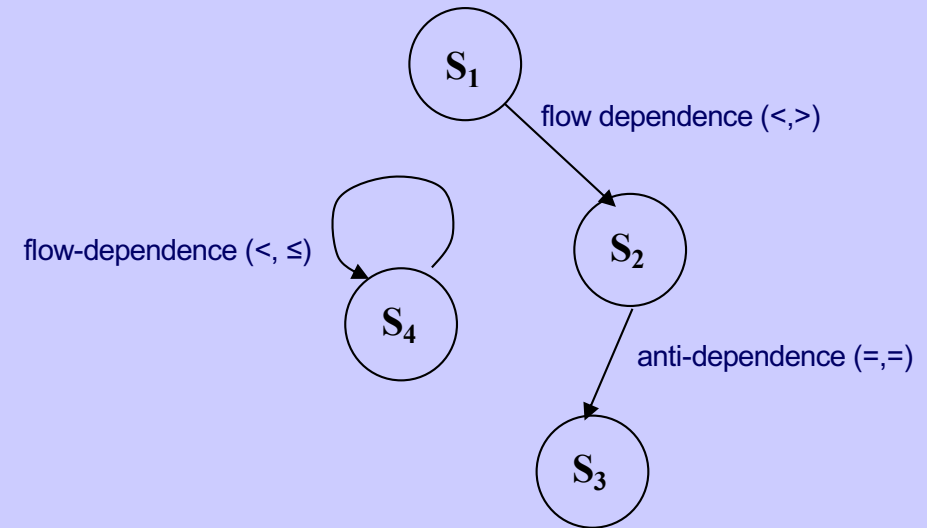 S₁
flow dependence (<,>)
flow-dependence (<, ≤)
S₂
S₄
anti-dependence (=,=)
S₃